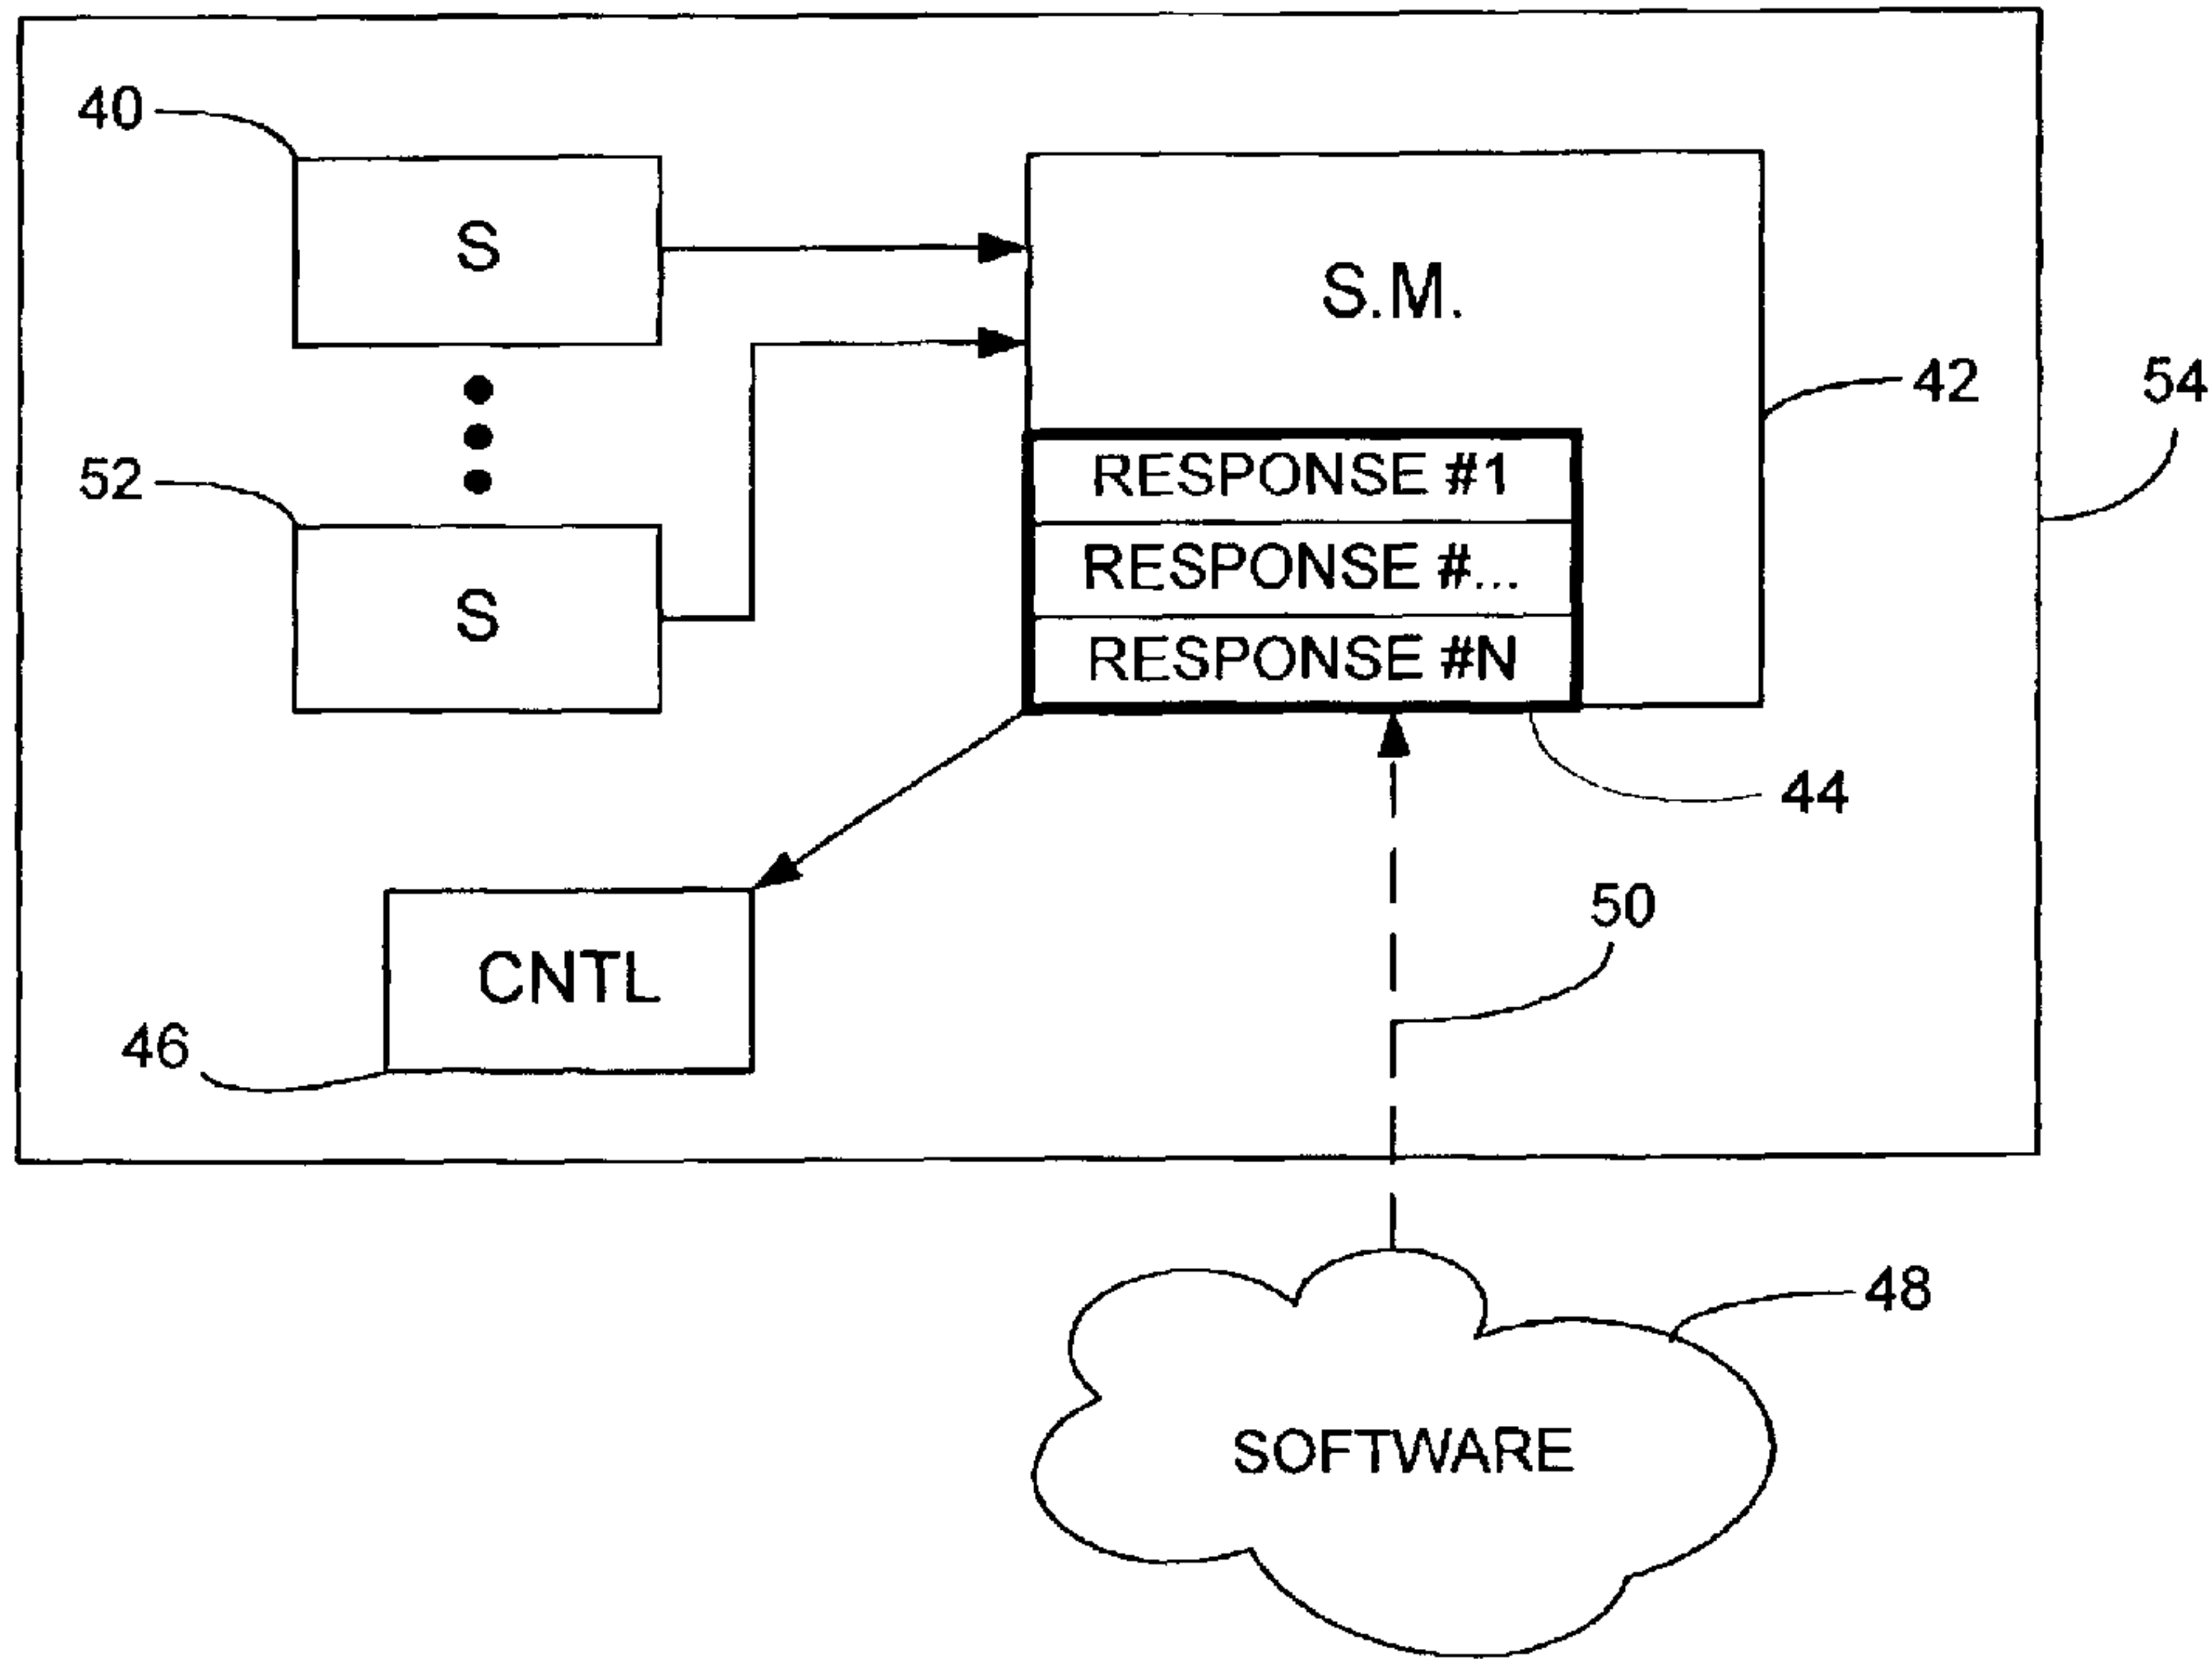 40
S
S.M.
42
54
52
S
RESPONSE #1
RESPONSE #...
RESPONSE #N
44
50
CNTL
46
48
SOFTWARE